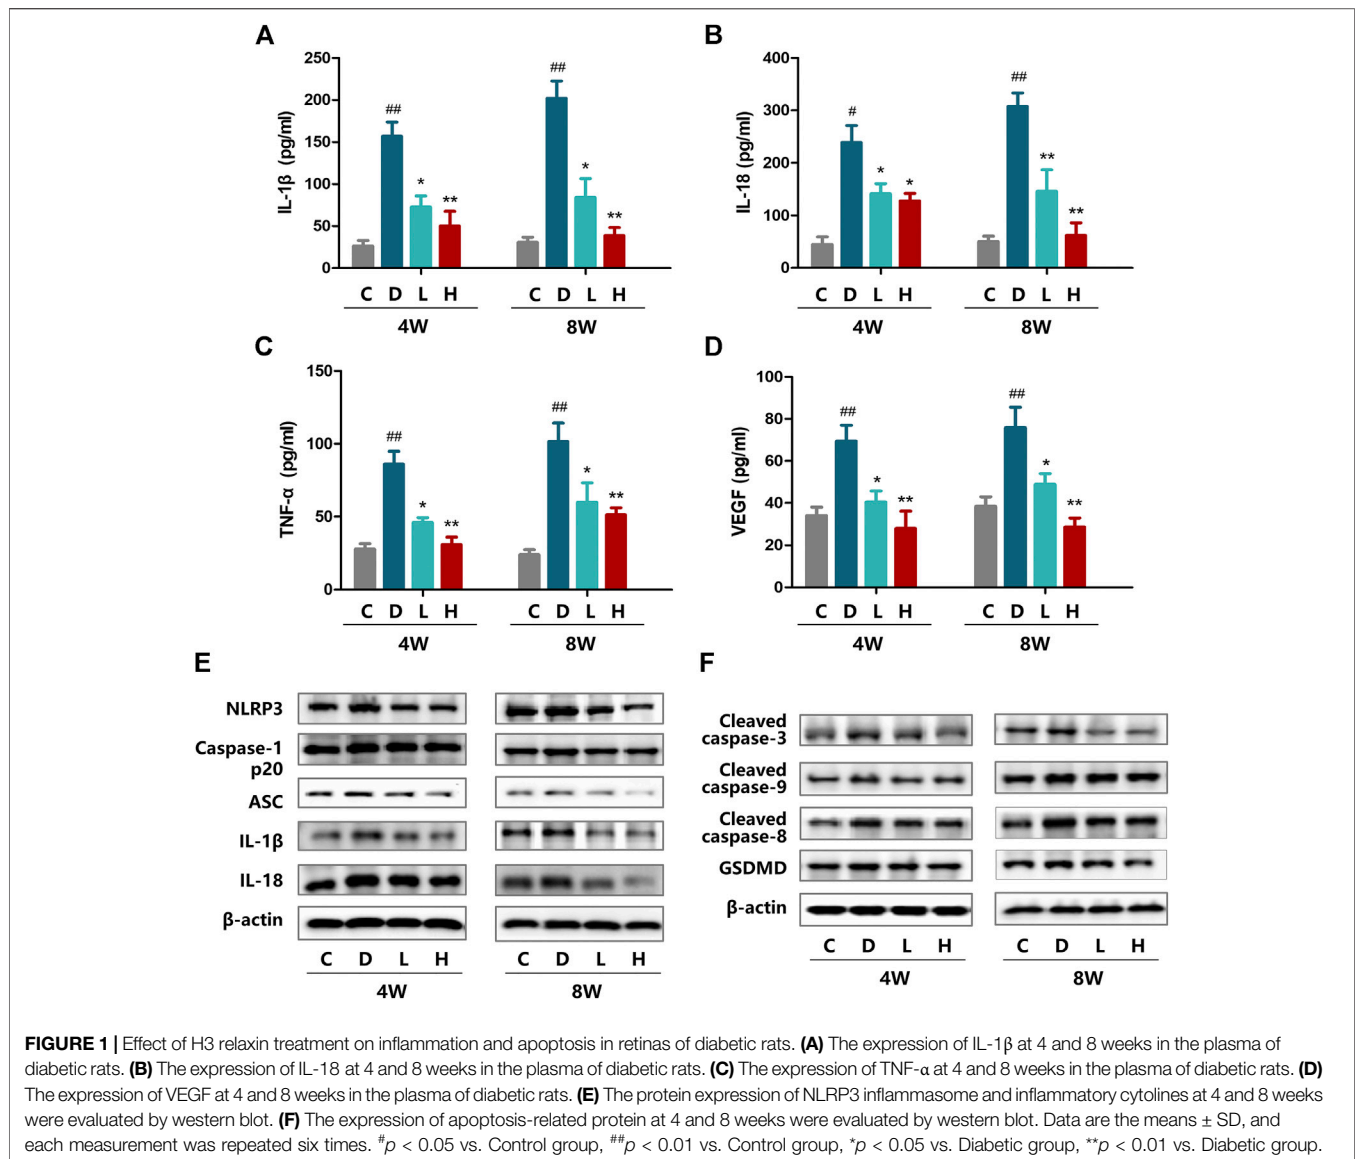 A
IL-1β (pg/ml)
250
200
150
100
50
0
##
*
**
##
*
**
C D L H C D L H
4W 8W
B
IL-18 (pg/ml)
400
300
200
100
0
#
*
*
##
**
**
C D L H C D L H
4W 8W
C
TNF-α (pg/ml)
150
100
50
0
##
*
**
##
*
**
C D L H C D L H
4W 8W
D
VEGF (pg/ml)
100
80
60
40
20
0
##
*
**
##
*
**
C D L H C D L H
4W 8W
E
NLRP3
Caspase-1
p20
ASC
IL-1β
IL-18
β-actin
C D L H C D L H
4W 8W
F
Cleaved
caspase-3
Cleaved
caspase-9
Cleaved
caspase-8
GSDMD
β-actin
C D L H C D L H
4W 8W
FIGURE 1 | Effect of H3 relaxin treatment on inflammation and apoptosis in retinas of diabetic rats. (A) The expression of IL-1β at 4 and 8 weeks in the plasma of
diabetic rats. (B) The expression of IL-18 at 4 and 8 weeks in the plasma of diabetic rats. (C) The expression of TNF-α at 4 and 8 weeks in the plasma of diabetic rats. (D)
The expression of VEGF at 4 and 8 weeks in the plasma of diabetic rats. (E) The protein expression of NLRP3 inflammasome and inflammatory cytolines at 4 and 8 weeks
were evaluated by western blot. (F) The expression of apoptosis-related protein at 4 and 8 weeks were evaluated by western blot. Data are the means ± SD, and
each measurement was repeated six times. #p < 0.05 vs. Control group, ##p < 0.01 vs. Control group, *p < 0.05 vs. Diabetic group, **p < 0.01 vs. Diabetic group.